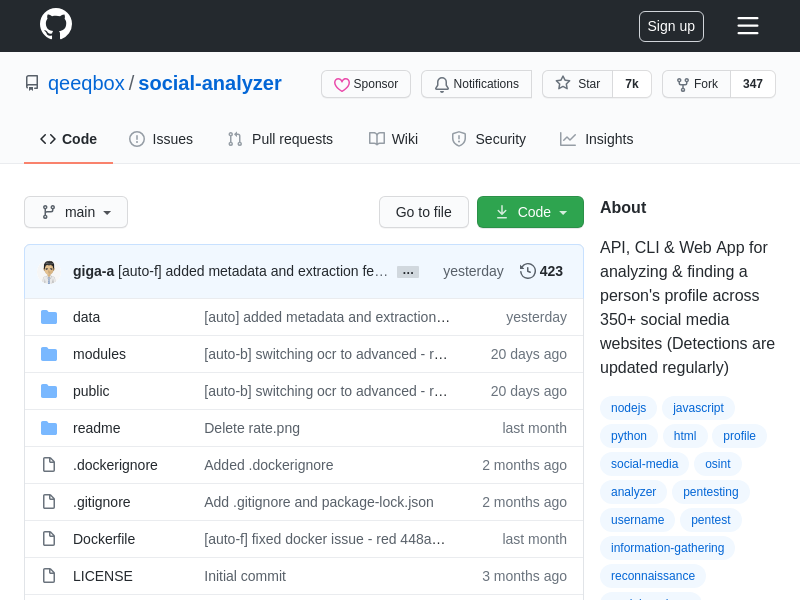 Sign up
qeeqbox / social-analyzer
Sponsor
Notifications
Star 7k
Fork 347
Code
Issues
Pull requests
Wiki
Security
Insights
main
Go to file
Code
giga-a [auto-f] added metadata and extraction fe… … yesterday 423
data [auto] added metadata and extraction… yesterday
modules [auto-b] switching ocr to advanced - r… 20 days ago
public [auto-b] switching ocr to advanced - r… 20 days ago
readme Delete rate.png last month
.dockerignore Added .dockerignore 2 months ago
.gitignore Add .gitignore and package-lock.json 2 months ago
Dockerfile [auto-f] fixed docker issue - red 448a… last month
LICENSE Initial commit 3 months ago
About
API, CLI & Web App for
analyzing & finding a
person's profile across
350+ social media
websites (Detections are
updated regularly)
nodejs javascript
python html profile
social-media osint
analyzer pentesting
username pentest
information-gathering
reconnaissance